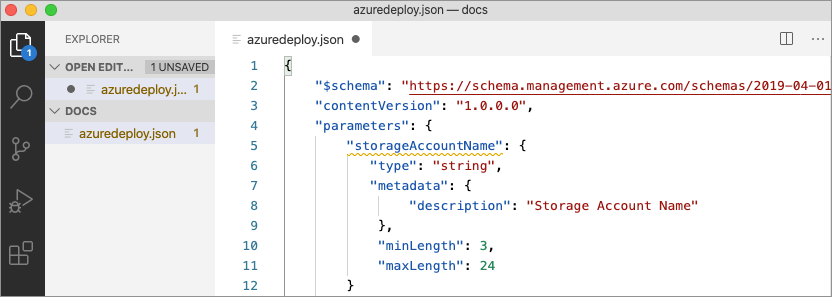 azuredeploy.json — docs
EXPLORER
OPEN EDIT... 1 UNSAVED
azuredeploy.j... 1
DOCS
azuredeploy.json 1
1
azuredeploy.json
1 {
2 "$schema": "https://schema.management.azure.com/schemas/2019-04-01
3 "contentVersion": "1.0.0.0",
4 "parameters": {
5 "storageAccountName": {
6 "type": "string",
7 "metadata": {
8 "description": "Storage Account Name"
9 },
10 "minLength": 3,
11 "maxLength": 24
12 }